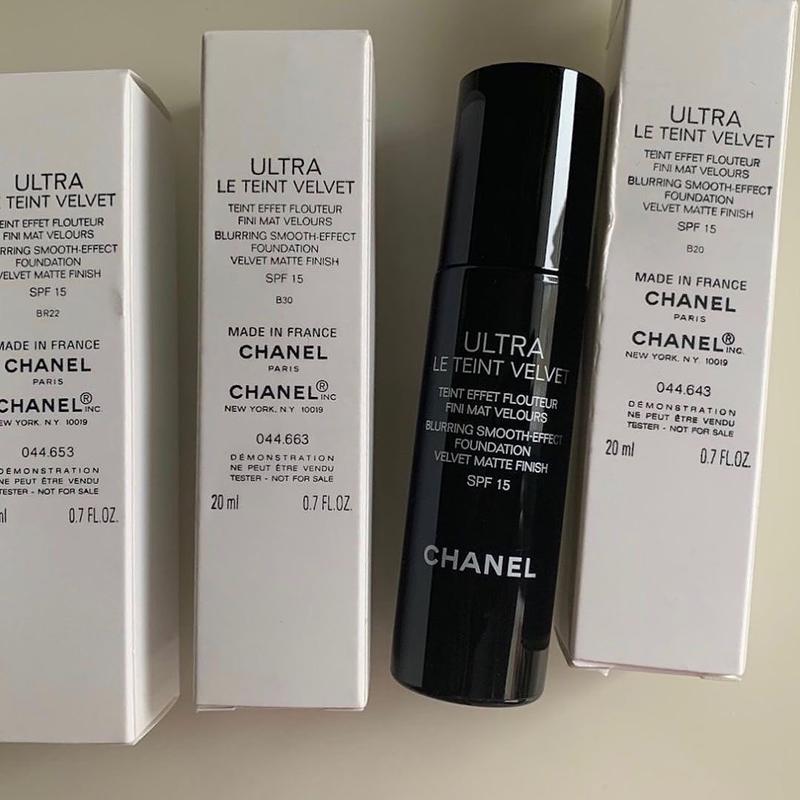 ULTRA
LE TEINT VELVET
TEINT EFFET FLOUTEUR
FINI MAT VELOURS
BLURRING SMOOTH-EFFECT
FOUNDATION
VELVET MATTE FINISH
SPF 15
BR22
MADE IN FRANCE
CHANEL
PARIS
CHANEL® INC
NEW YORK, N.Y 10019
044.653
DÉMONSTRATION
NE PEUT ÊTRE VENDU
TESTER - NOT FOR SALE
ml 0.7 FL.OZ.
ULTRA
LE TEINT VELVET
TEINT EFFET FLOUTEUR
FINI MAT VELOURS
BLURRING SMOOTH-EFFECT
FOUNDATION
VELVET MATTE FINISH
SPF 15
B30
MADE IN FRANCE
CHANEL
PARIS
CHANEL® INC
NEW YORK, N.Y 10019
044.663
DÉMONSTRATION
NE PEUT ÊTRE VENDU
TESTER - NOT FOR SALE
20 ml 0.7 FL.OZ.
ULTRA
LE TEINT VELVET
TEINT EFFET FLOUTEUR
FINI MAT VELOURS
BLURRING SMOOTH-EFFECT
FOUNDATION
VELVET MATTE FINISH
SPF 15
CHANEL
ULTRA
LE TEINT VELVET
TEINT EFFET FLOUTEUR
FINI MAT VELOURS
BLURRING SMOOTH-EFFECT
FOUNDATION
VELVET MATTE FINISH
SPF 15
B20
MADE IN FRANCE
CHANEL
PARIS
CHANEL® INC.
NEW YORK, N.Y 10019
044.643
DÉMONSTRATION
NE PEUT ÊTRE VENDU
TESTER - NOT FOR SALE
20 ml 0.7 FL.OZ.